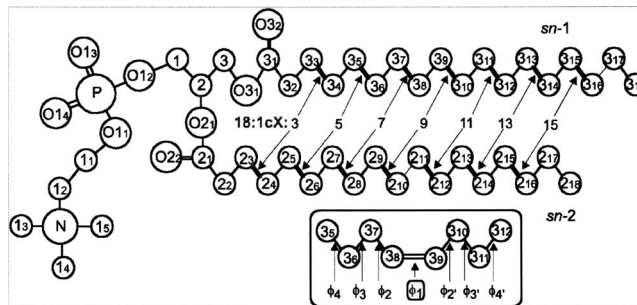 O3₂ sn-1
O1₃ 1 3 3₁ 3₃ 3₅ 3₇ 3₉ 3₁₁ 3₁₃ 3₁₅ 3₁₇
P O1₂ 2 O3₁ 3₂ 3₄ 3₆ 3₈ 3₁₀ 3₁₂ 3₁₄ 3₁₆
O1₄ O1₁ O2₁ 18:1cX: 3 5 7 9 11 13 15
1₁ O2₂ 2₁ 2₃ 2₅ 2₇ 2₉ 2₁₁ 2₁₃ 2₁₅ 2₁₇
1₂ 2₂ 2₄ 2₆ 2₈ 2₁₀ 2₁₂ 2₁₄ 2₁₆ 2₁₈
sn-2
1₃ N 1₅
1₄
3₅ 3₇ 3₁₀ 3₁₂
3₆ 3₈ 3₉ 3₁₁
ϕ₄ ϕ₃ ϕ₂ ϕ₁ ϕ₂' ϕ₃' ϕ₄'